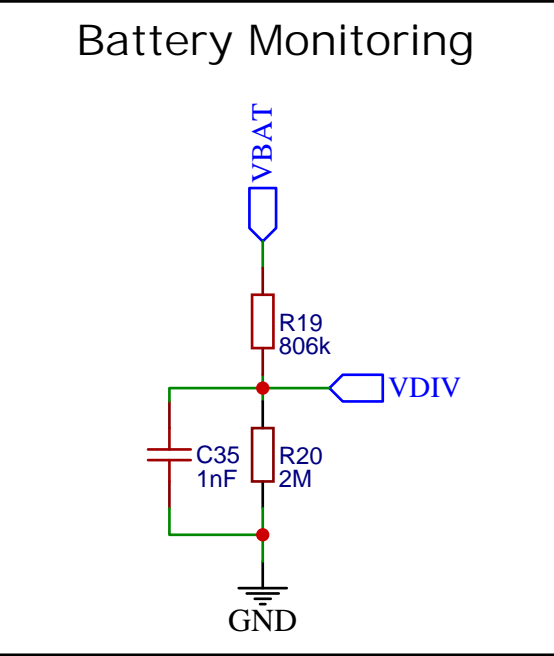 Battery Monitoring
VBAT
R19
806k
VDIV
C35
1nF
R20
2M
GND